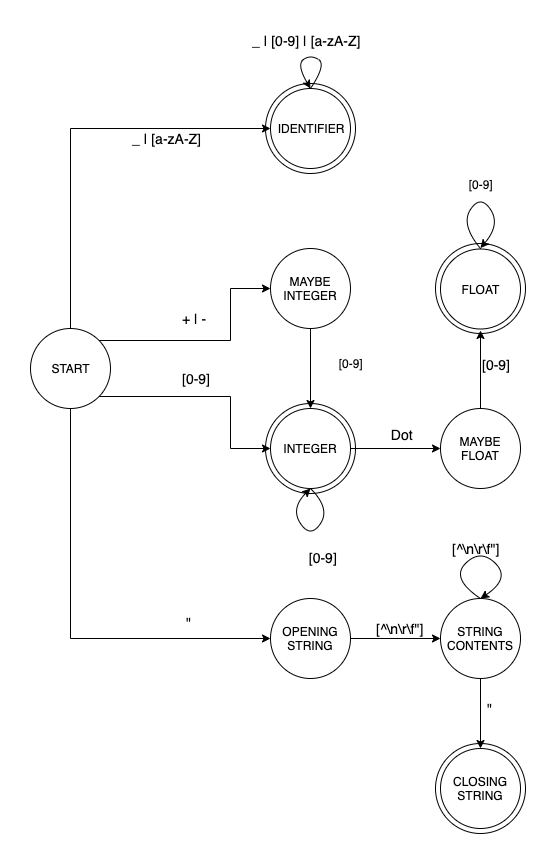 _ | [0-9] | [a-zA-Z]
IDENTIFIER
_ | [a-zA-Z]
[0-9]
MAYBE
INTEGER
FLOAT
+ | -
START
[0-9]
[0-9]
[0-9]
INTEGER
Dot
MAYBE
FLOAT
[0-9]
[^\n\r\f"]
"
OPENING
STRING
[^\n\r\f"]
STRING
CONTENTS
"
CLOSING
STRING